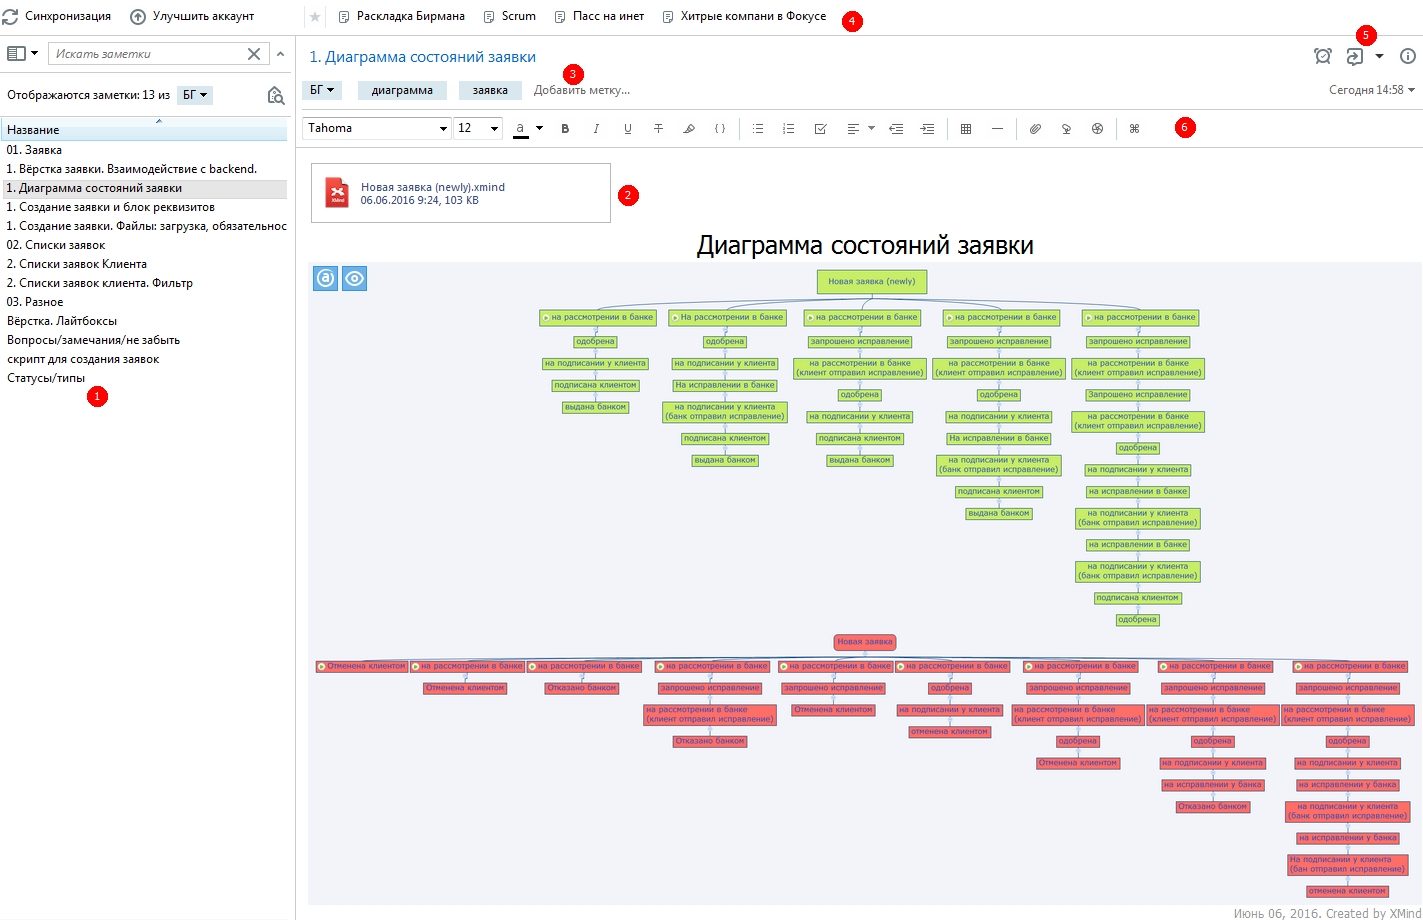 Синхронизация
Улучшить аккаунт
Раскладка Бирмана
Scrum
Пасс на инет
Хитрые компани в Фокусе
4
Искать заметки
1. Диаграмма состояний заявки
5
3
Отображаются заметки: 13 из
БГ
БГ
диаграмма
заявка
Добавить метку...
Сегодня 14:58
Название
Tahoma
12
a
B
I
U
T
{ }
6
01. Заявка
1. Вёрстка заявки. Взаимодействие с backend.
1. Диаграмма состояний заявки
1. Создание заявки и блок реквизитов
1. Создание заявки. Файлы: загрузка, обязательнос
02. Списки заявок
2. Списки заявок Клиента
2. Списки заявок клиента. Фильтр
03. Разное
Вёрстка. Лайтбоксы
Вопросы/замечания/не забыть
скрипт для создания заявок
Статусы/типы
1
XMind
Новая заявка (newly).xmind
06.06.2016 9:24, 103 КВ
2
Диаграмма состояний заявки
Новая заявка (newly)
на рассмотрении в банке
одобрена
на подписании у клиента
подписана клиентом
выдана банком
На рассмотрении в банке
одобрена
на подписании у клиента
На исправлении в банке
на подписании у клиента
(банк отправил исправление)
подписана клиентом
выдана банком
на рассмотрении в банке
запрошено исправление
на рассмотрении в банке
(клиент отправил исправление)
одобрена
на подписании у клиента
подписана клиентом
выдана банком
на рассмотрении в банке
запрошено исправление
на рассмотрении в банке
(клиент отправил исправление)
одобрена
на подписании у клиента
На исправлении в банке
на подписании у клиента
(банк отправил исправление)
подписана клиентом
выдана банком
на рассмотрении в банке
запрошено исправление
на рассмотрении в банке
(клиент отправил исправление)
Запрошено исправление
на рассмотрении в банке
(клиент отправил исправление)
одобрена
на подписании у клиента
на исправлении в банке
на подписании у клиента
(банк отправил исправление)
на исправлении в банке
на подписании у клиента
(банк отправил исправление)
подписана клиентом
одобрена
Новая заявка
Отменена клиентом
на рассмотрении в банке
Отменена клиентом
на рассмотрении в банке
Отказано банком
на рассмотрении в банке
запрошено исправление
на рассмотрении в банке
(клиент отправил исправление)
Отказано банком
на рассмотрении в банке
запрошено исправление
Отменена клиентом
на рассмотрении в банке
одобрена
на подписании у клиента
отменена клиентом
на рассмотрении в банке
запрошено исправление
на рассмотрении в банке
(клиент отправил исправление)
одобрена
Отменена клиентом
на рассмотрении в банке
запрошено исправление
на рассмотрении в банке
(клиент отправил исправление)
одобрена
на подписании у клиента
на исправлении у банка
Отказано банком
на рассмотрении в банке
запрошено исправление
на рассмотрении в банке
(клиент отправил исправление)
одобрена
на подписании у клиента
на исправлении у банка
на подписании у клиента
(банк отправил исправление)
на исправлении у банка
На подписании у клиента
(бан отправил исправление)
отменена клиентом
Июнь 06, 2016. Created by XMind